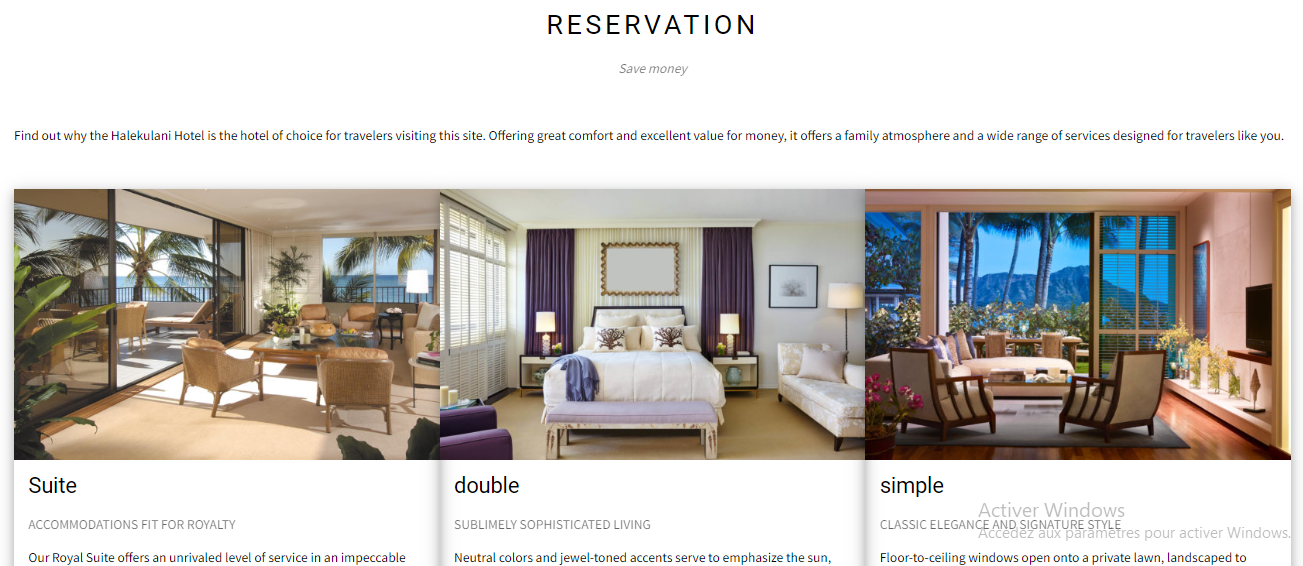 RESERVATION
Save money
Find out why the Halekulani Hotel is the hotel of choice for travelers visiting this site. Offering great comfort and excellent value for money, it offers a family atmosphere and a wide range of services designed for travelers like you.
Suite
ACCOMMODATIONS FIT FOR ROYALTY
Our Royal Suite offers an unrivaled level of service in an impeccable
double
SUBLIMELY SOPHISTICATED LIVING
Neutral colors and jewel-toned accents serve to emphasize the sun,
simple
CLASSIC ELEGANCE AND SIGNATURE STYLE
Floor-to-ceiling windows open onto a private lawn, landscaped to
Activer Windows
Accédez aux paramètres pour activer Windows.